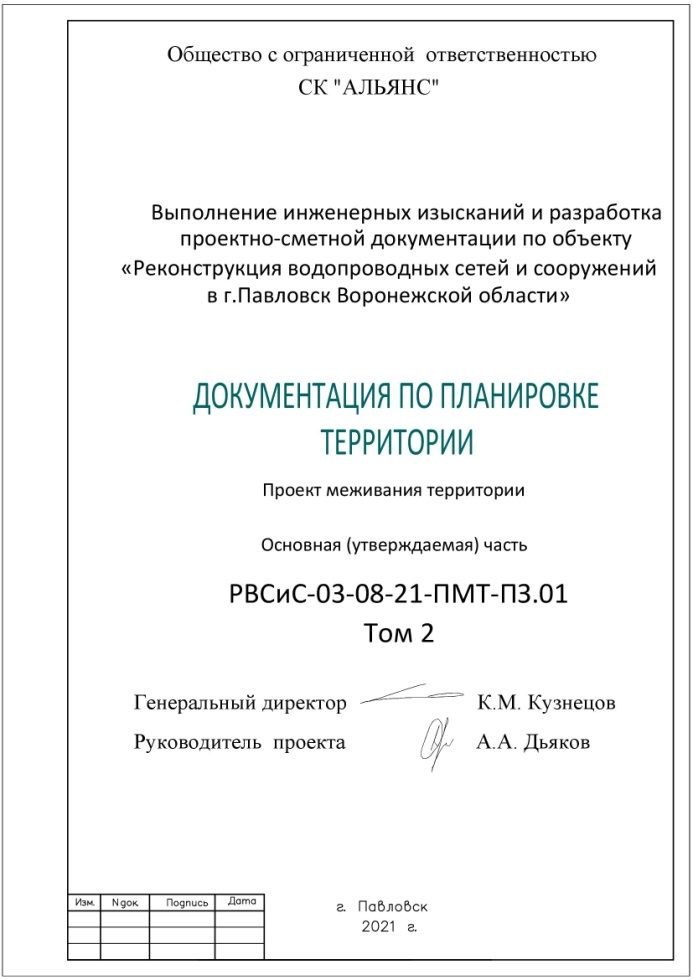 Общество с ограниченной ответственностью
СК "АЛЬЯНС"
Выполнение инженерных изысканий и разработка
проектно-сметной документации по объекту
«Реконструкция водопроводных сетей и сооружений
в г.Павловск Воронежской области»
ДОКУМЕНТАЦИЯ ПО ПЛАНИРОВКЕ
ТЕРРИТОРИИ
Проект межевания территории
Основная (утверждаемая) часть
РВСиС-03-08-21-ПМТ-ПЗ.01
Том 2
Генеральный директор К.М. Кузнецов
Руководитель проекта А.А. Дьяков
Изм. Nдок. Подпись Дата
г. Павловск
2021 г.